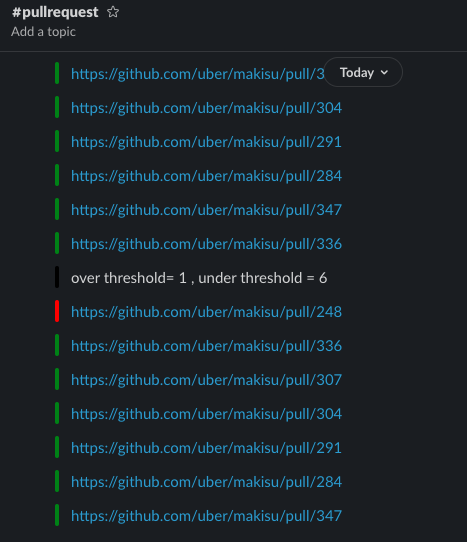 #pullrequest
Add a topic
Today
https://github.com/uber/makisu/pull/3
https://github.com/uber/makisu/pull/304
https://github.com/uber/makisu/pull/291
https://github.com/uber/makisu/pull/284
https://github.com/uber/makisu/pull/347
https://github.com/uber/makisu/pull/336
over threshold= 1 , under threshold = 6
https://github.com/uber/makisu/pull/248
https://github.com/uber/makisu/pull/336
https://github.com/uber/makisu/pull/307
https://github.com/uber/makisu/pull/304
https://github.com/uber/makisu/pull/291
https://github.com/uber/makisu/pull/284
https://github.com/uber/makisu/pull/347